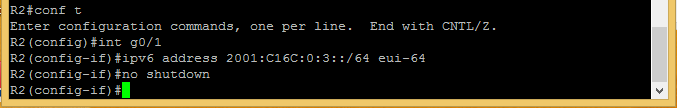 R2#conf t
Enter configuration commands, one per line.  End with CNTL/Z.
R2(config)#int g0/1
R2(config-if)#ipv6 address 2001:C16C:0:3::/64 eui-64
R2(config-if)#no shutdown
R2(config-if)#